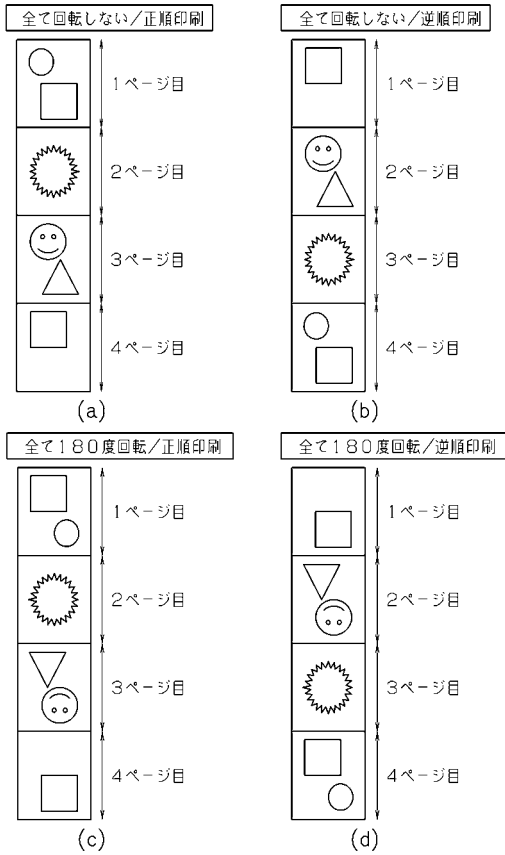 全て回転しない/正順印刷
1ページ目
2ページ目
3ページ目
4ページ目
(a)
全て回転しない/逆順印刷
1ページ目
2ページ目
3ページ目
4ページ目
(b)
全て180度回転/正順印刷
1ページ目
2ページ目
3ページ目
4ページ目
(c)
全て180度回転/逆順印刷
1ページ目
2ページ目
3ページ目
4ページ目
(d)